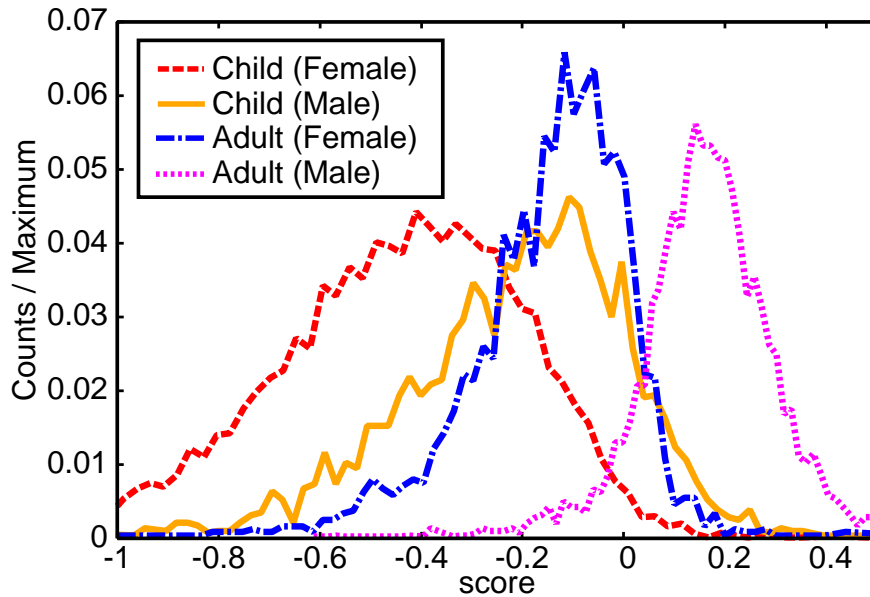 0.07
0.06
0.05
0.04
0.03
0.02
0.01
0
Counts / Maximum
Child (Female)
Child (Male)
Adult (Female)
Adult (Male)
-1 -0.8 -0.6 -0.4 -0.2 0 0.2 0.4
score